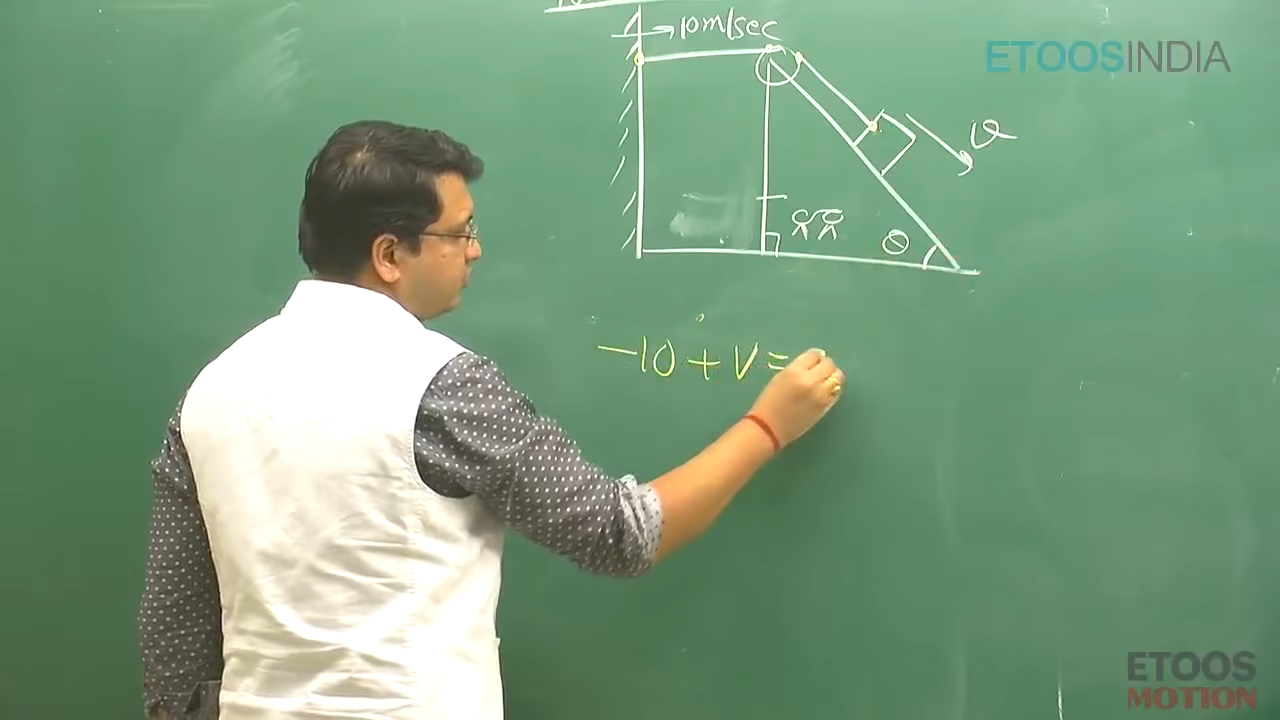 → 10m/sec
ETOOSINDIA
v
θ
-10 + V =
ETOOS
MOTION